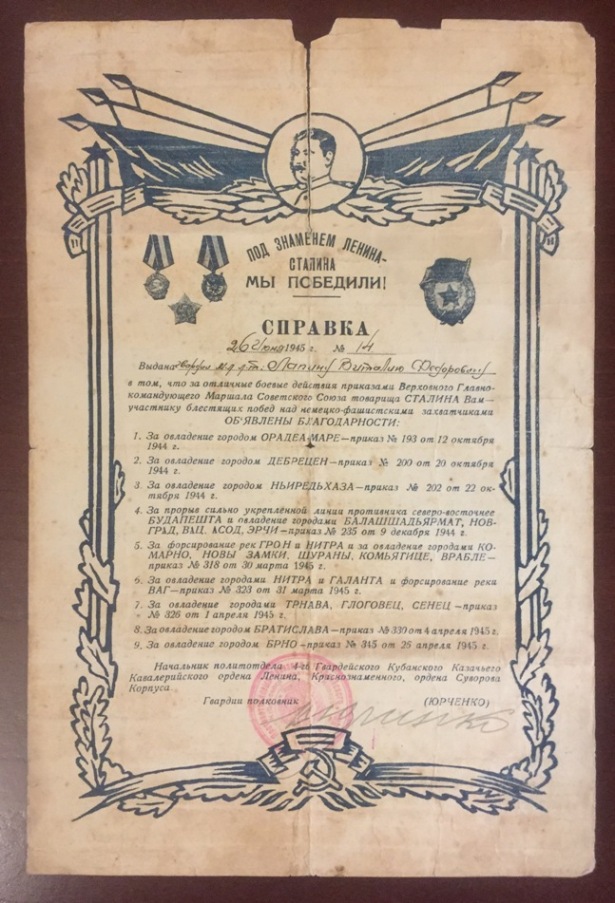 ПОД ЗНАМЕНЕМ ЛЕНИНА-
СТАЛИНА
МЫ ПОБЕДИЛИ!
СПРАВКА
26 Июня 1945 г. № 14
Выдана Лапину Виталию Федоровичу
в том, что за отличные боевые действия приказами Верховного Главно-
командующего Маршала Советского Союза товарища СТАЛИНА Вам—
участнику блестящих побед над немецко-фашистскими захватчиками
ОБ'ЯВЛЕНЫ БЛАГОДАРНОСТИ:
1. За овладение городом ОРАДЕА-МАРЕ—приказ № 193 от 12 октября
1944 г.
2. За овладение городом ДЕБРЕЦЕН—приказ № 200 от 20 октября
1944 г.
3. За овладение городом НЬИРЕДЬХАЗА—приказ № 202 от 22 ок-
тября 1944 г.
4. За прорыв сильно укреплённой линии противника северо-восточнее
БУДАПЕШТА и овладение городами БАЛАШШАДЬЯРМАТ, НОВ-
ГРАД, ВАЦ, АСОД, ЭРЧИ—приказ № 235 от 9 декабря 1944 г.
5. За форсирование рек ГРОН и НИТРА и за овладение городами КО-
МАРНО, НОВЫ ЗАМКИ, ШУРАНЫ, КОМЬЯТИЦЕ, ВРАБЛЕ—
приказ № 318 от 30 марта 1945 г.
6. За овладение городами НИТРА и ГАЛАНТА и форсирование реки
ВАГ—приказ № 323 от 31 марта 1945 г.
7. За овладение городами ТРНАВА, ГЛОГОВЕЦ, СЕНЕЦ—приказ
№ 326 от 1 апреля 1945 г.
8. За овладение городом БРАТИСЛАВА—приказ № 330 от 4 апреля 1945 г.
9. За овладение городом БРНО—приказ № 345 от 26 апреля 1945 г.
Начальник политотдела 4-го Гвардейского Кубанского Казачьего
Кавалерийского ордена Ленина, Краснознаменного, ордена Суворова
Корпуса
Гвардии полковник (ЮРЧЕНКО)